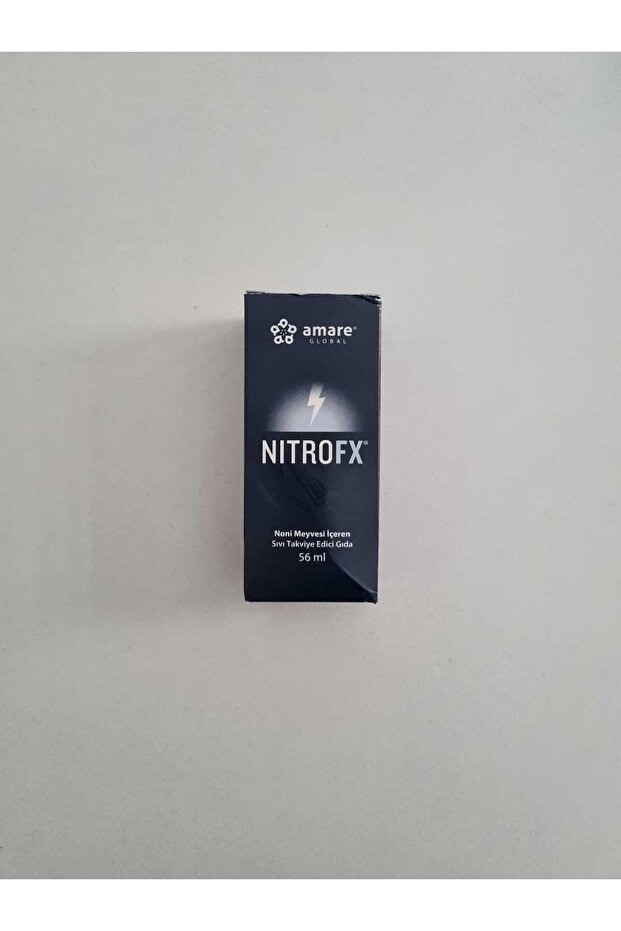 amare®
GLOBAL
NITROFX®
Noni Meyvesi İçeren
Sıvı Takviye Edici Gıda
56 ml